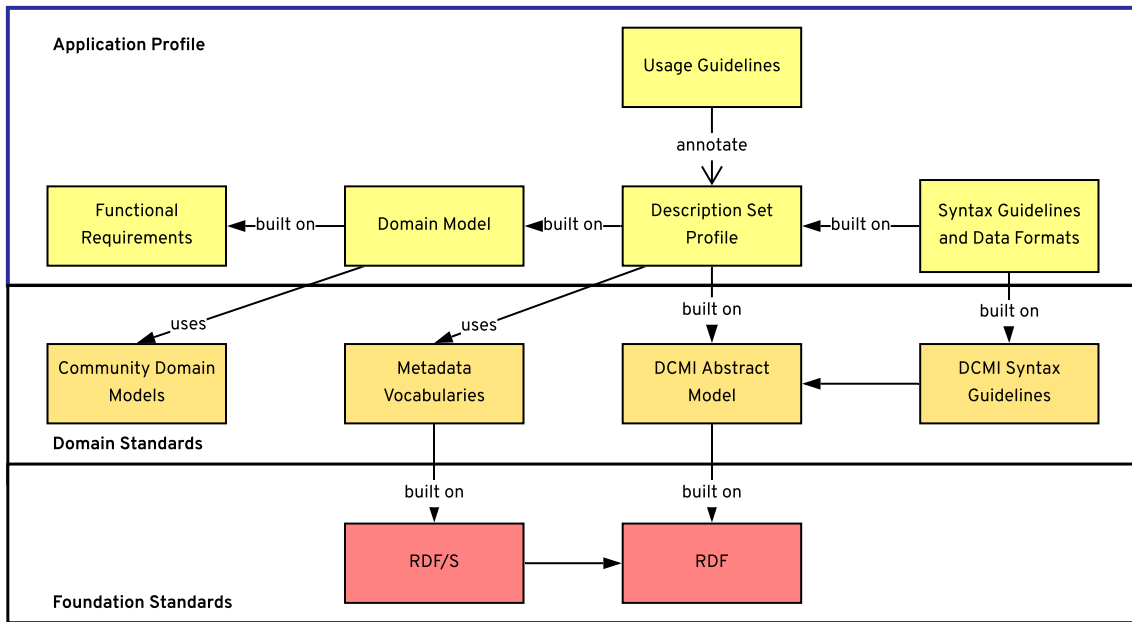 Application Profile
Usage Guidelines
annotate
Functional
Requirements
built on
Domain Model
built on
Description Set
Profile
built on
Syntax Guidelines
and Data Formats
uses
uses
built on
built on
Community Domain
Models
Metadata
Vocabularies
DCMI Abstract
Model
DCMI Syntax
Guidelines
Domain Standards
built on
built on
RDF/S
RDF
Foundation Standards